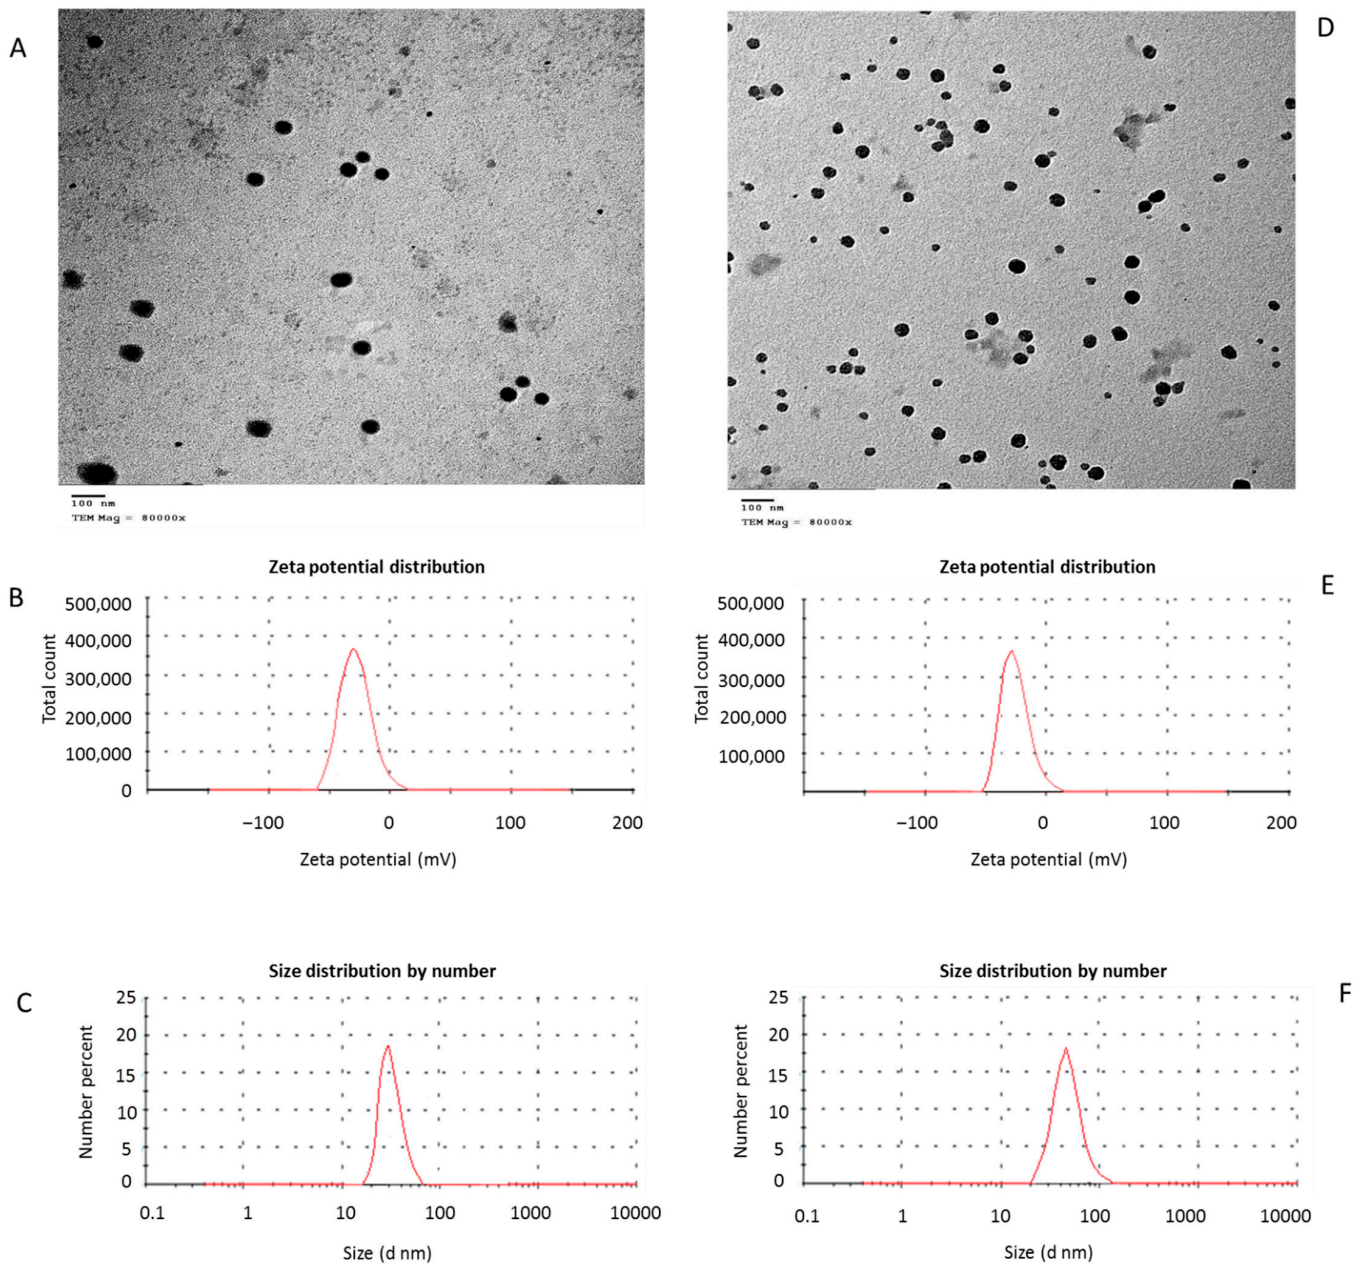 A
D
100 nm
TEM Mag = 80000x
100 nm
TEM Mag = 80000x
Zeta potential distribution
B
500,000
400,000
300,000
200,000
100,000
0
Total count
−100 0 100 200
Zeta potential (mV)
Zeta potential distribution
E
500,000
400,000
300,000
200,000
100,000
Total count
−100 0 100 200
Zeta potential (mV)
Size distribution by number
C
25
20
15
10
5
0
Number percent
0.1 1 10 100 1000 10000
Size (d nm)
Size distribution by number
F
25
20
15
10
5
0
Number percent
0.1 1 10 100 1000 10000
Size (d nm)